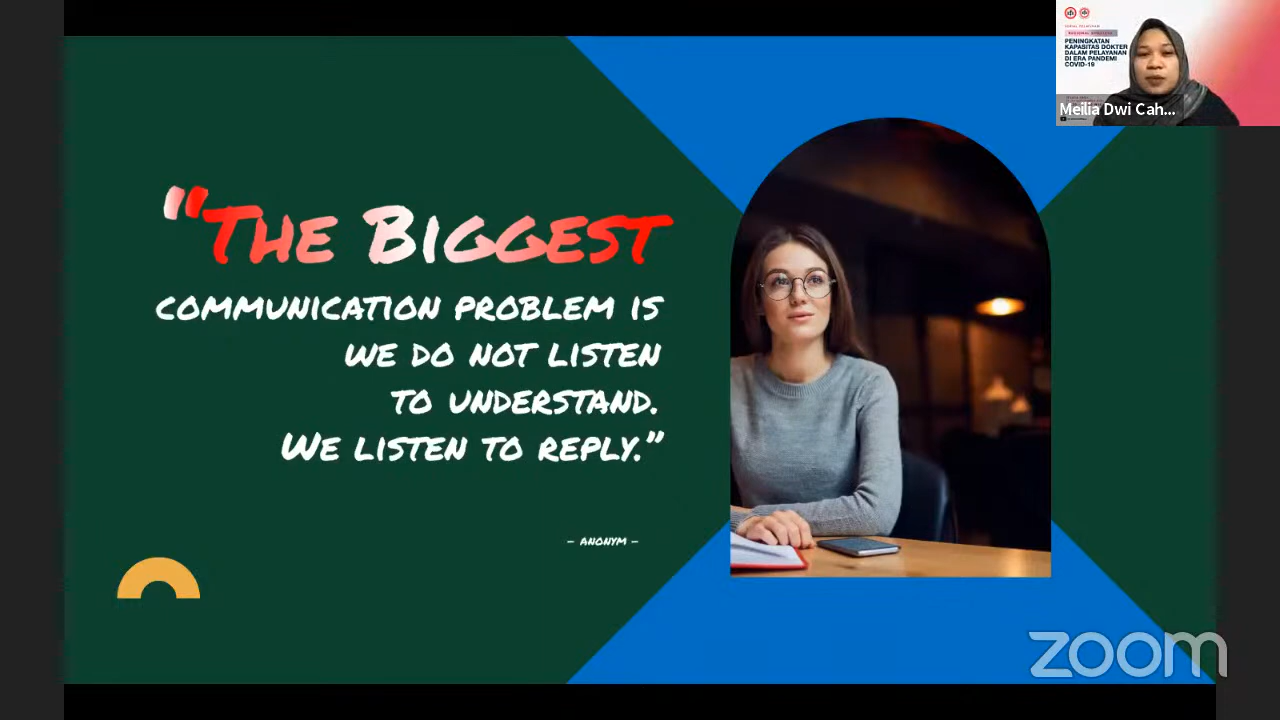 “The Biggest
communication problem is
we do not listen
to understand.
We listen to reply.”
– Anonym –
PENINGKATAN
KAPASITAS DOKTER
DALAM PELAYANAN
DI ERA PANDEMI
COVID-19
Meilia Dwi Cah...
zoom